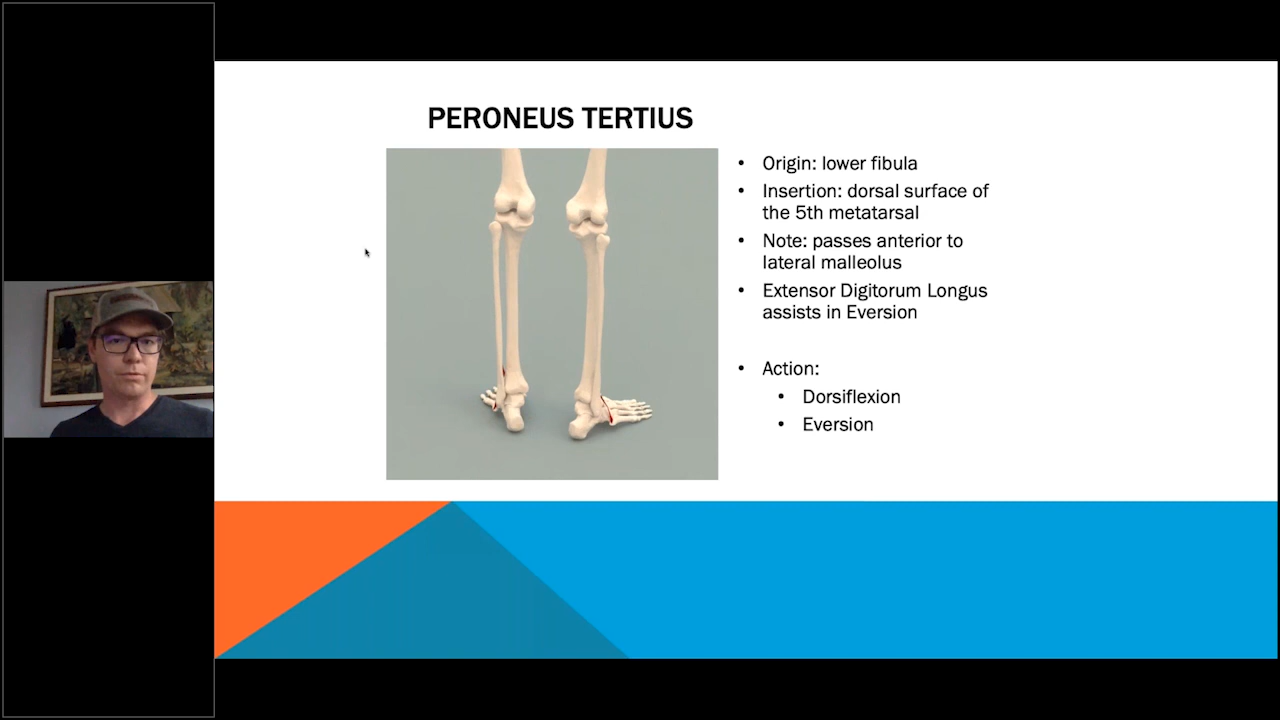 PERONEUS TERTIUS
• Origin: lower fibula
• Insertion: dorsal surface of
the 5th metatarsal
• Note: passes anterior to
lateral malleolus
• Extensor Digitorum Longus
assists in Eversion
• Action:
• Dorsiflexion
• Eversion